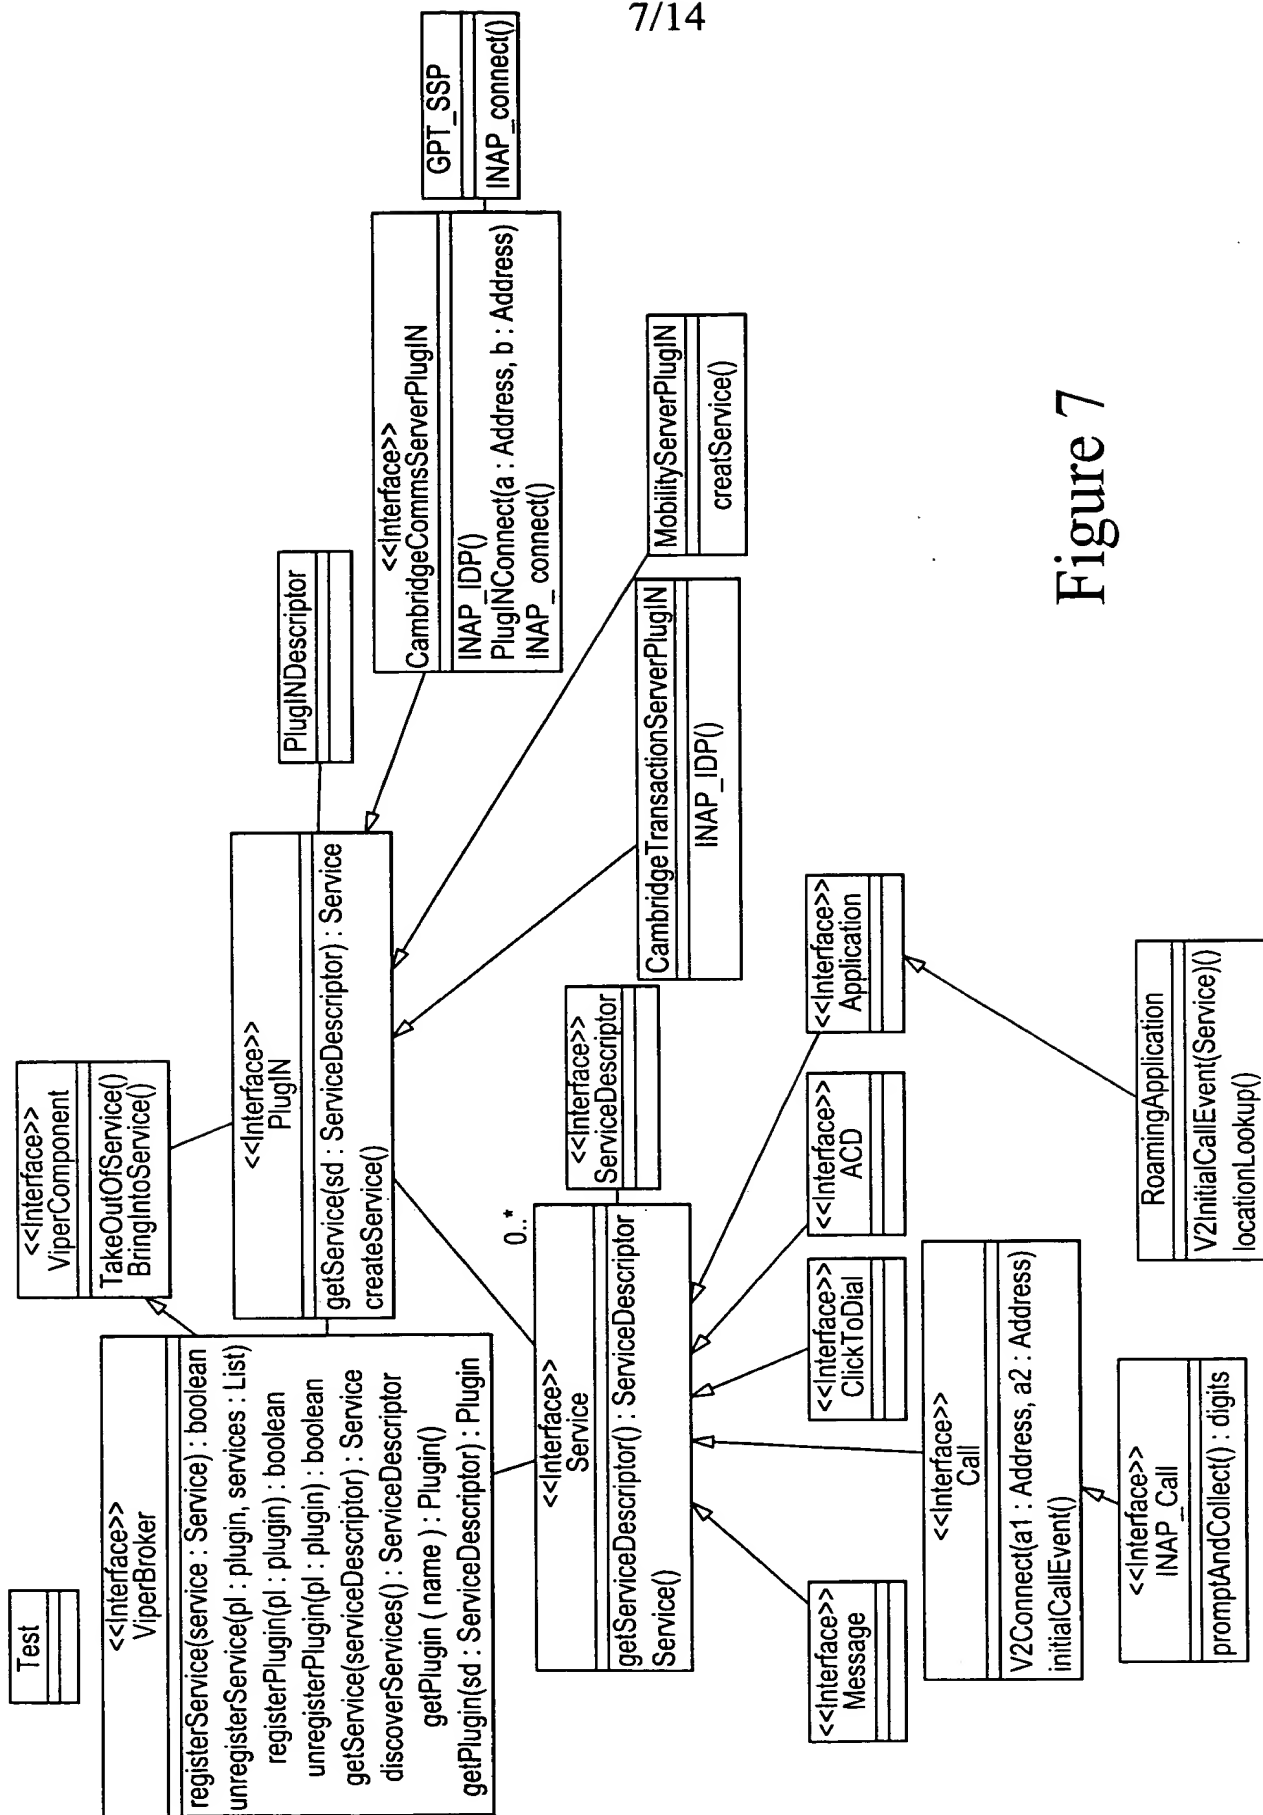 7/14
Test
<<Interface>>
ViperBroker
registerService(service : Service) : boolean
unregisterService(pl : plugin, services : List)
registerPlugin(pl : plugin) : boolean
unregisterPlugin(pl : plugin) : boolean
getService(serviceDescriptor) : Service
discoverServices() : ServiceDescriptor
getPlugin ( name ) : Plugin()
getPlugin(sd : ServiceDescriptor) : Plugin
<<Interface>>
ViperComponent
TakeOutOfService()
BringIntoService()
<<Interface>>
PlugIN
getService(sd : ServiceDescriptor) : Service
createService()
PlugINDescriptor
<<Interface>>
CambridgeCommsServerPlugIN
INAP_IDP()
PlugINConnect(a : Address, b : Address)
INAP_connect()
GPT_SSP
INAP_connect()
<<Interface>>
Service
getServiceDescriptor() : ServiceDescriptor
Service()
0..*
<<Interface>>
ServiceDescriptor
CambridgeTransactionServerPlugIN
INAP_IDP()
MobilityServerPlugIN
creatService()
<<Interface>>
Message
<<Interface>>
Call
V2Connect(a1 : Address, a2 : Address)
initialCallEvent()
<<Interface>>
ClickToDial
<<Interface>>
ACD
<<Interface>>
Application
<<Interface>>
INAP_Call
promptAndCollect() : digits
RoamingApplication
V2InitialCallEvent(Service)()
locationLookup()
Figure 7